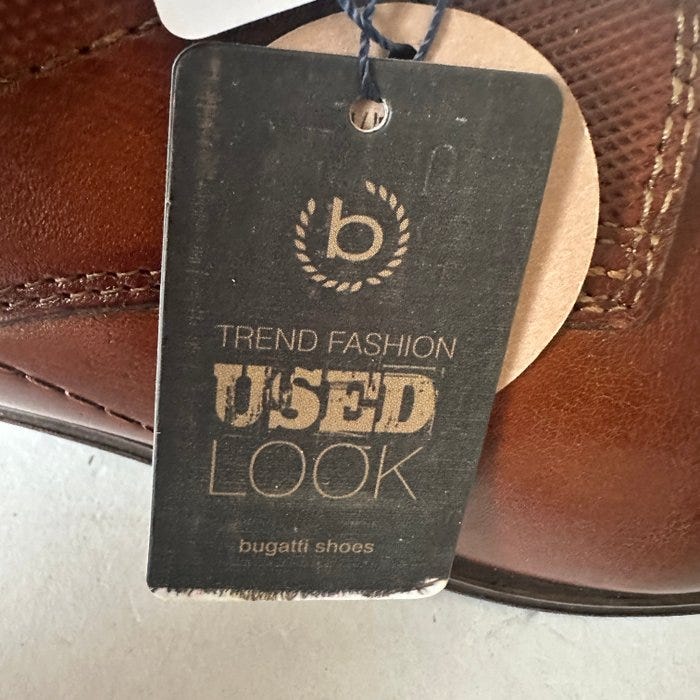 b
TREND FASHION
USED
LOOK
bugatti shoes